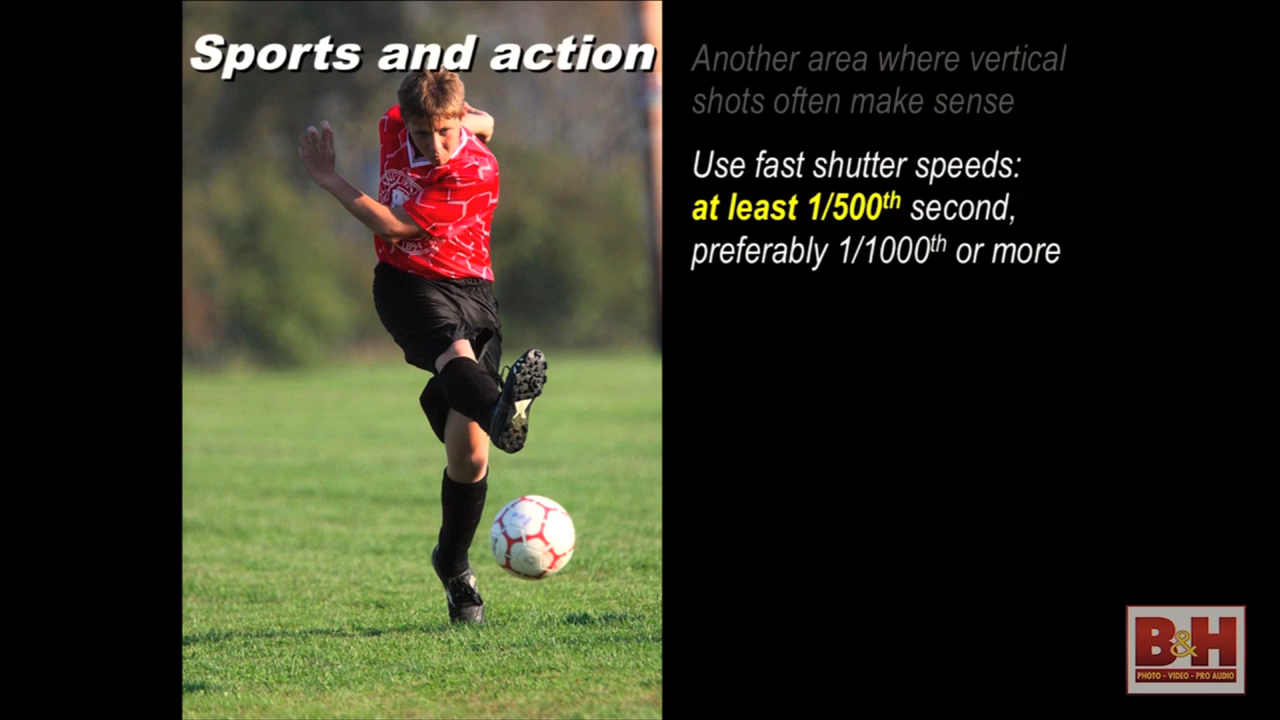 Sports and action
Another area where vertical
shots often make sense
Use fast shutter speeds:
at least 1/500th second,
preferably 1/1000th or more
1891
B&H
PHOTO - VIDEO - PRO AUDIO